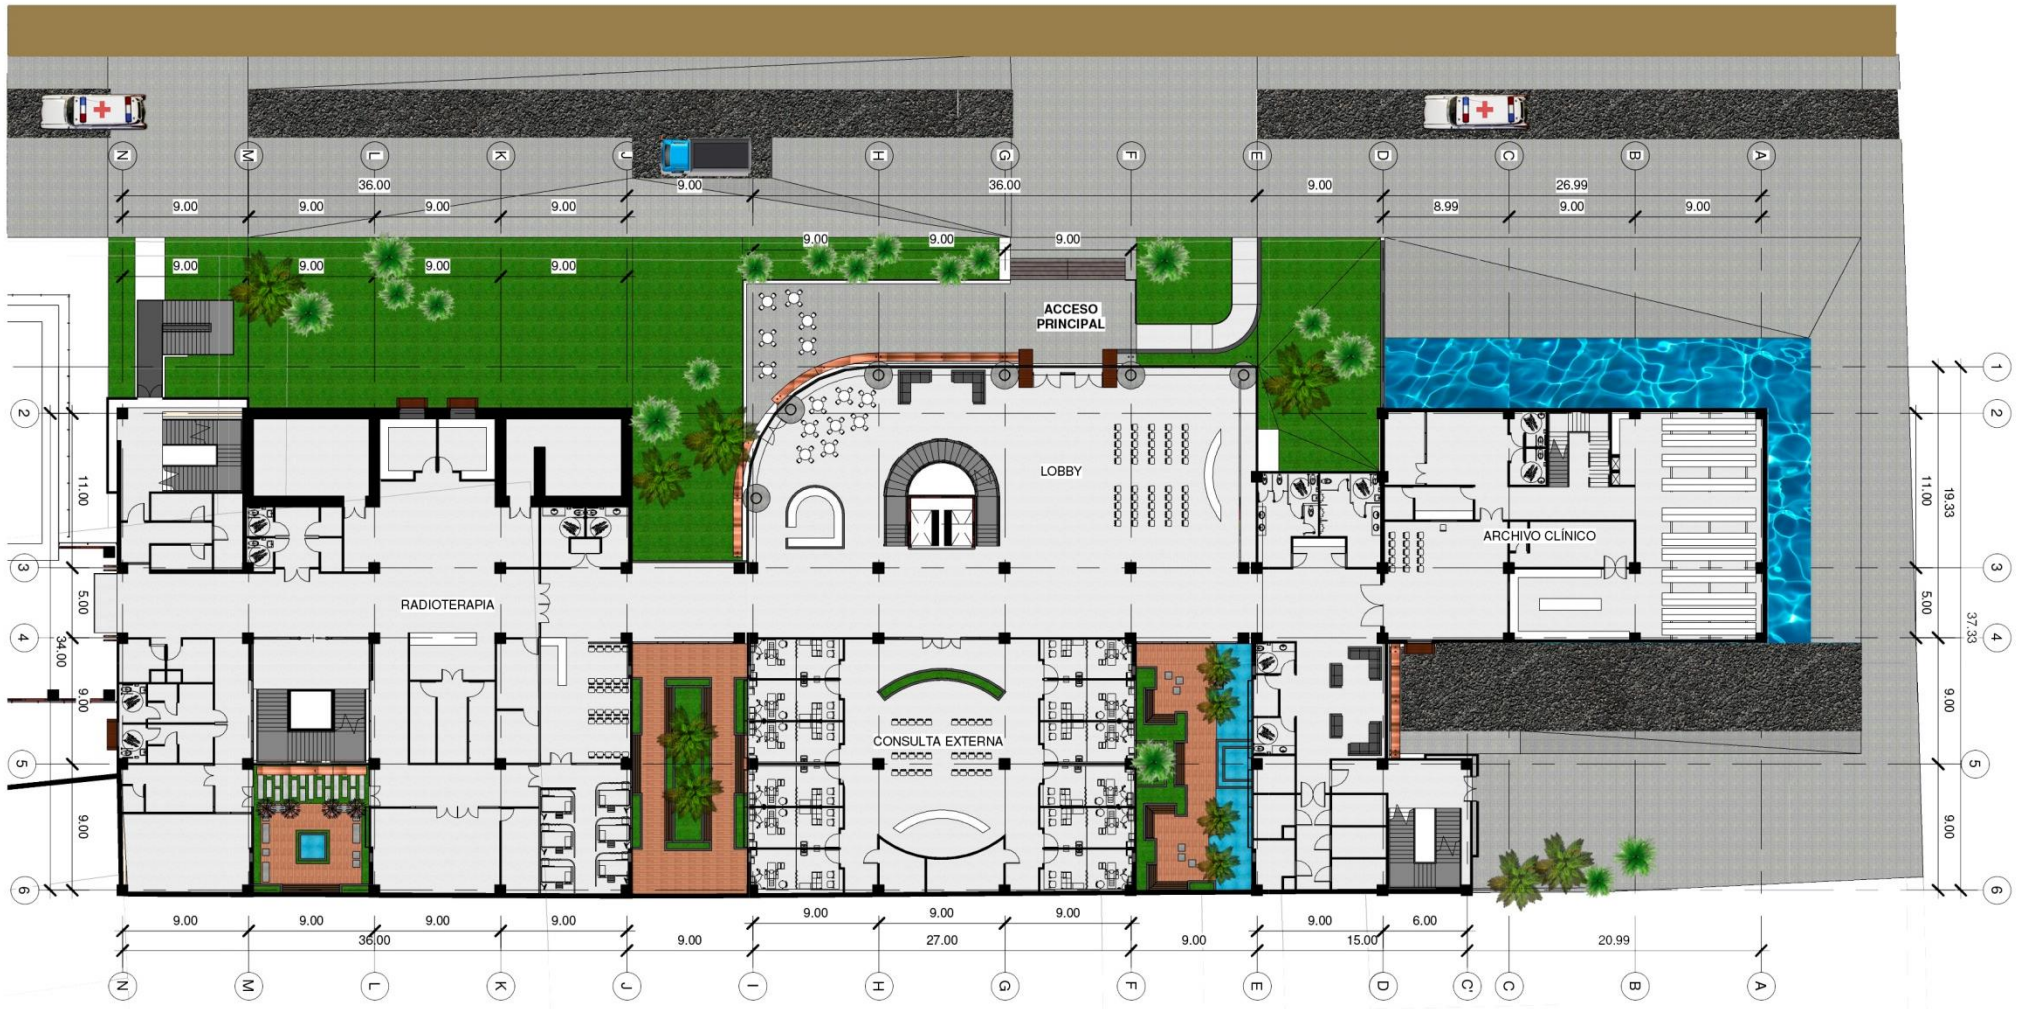 N M L K J H G F E D C B A
36.00 9.00 36.00 9.00 26.99
9.00 9.00 9.00 9.00 8.99 9.00 9.00
9.00 9.00 9.00
9.00 9.00 9.00 9.00
ACCESO
PRINCIPAL
1
2 2
LOBBY
11.00 11.00 19.33
ARCHIVO CLÍNICO
3 3
5.00 RADIOTERAPIA 5.00
4 4
34.00 37.33
9.00 9.00
CONSULTA EXTERNA
5 5
9.00 9.00
6 6
9.00 9.00 9.00 9.00 9.00 9.00 9.00 9.00 6.00
36.00 9.00 27.00 9.00 15.00 20.99
N M L K J I H G F E D C' C B A